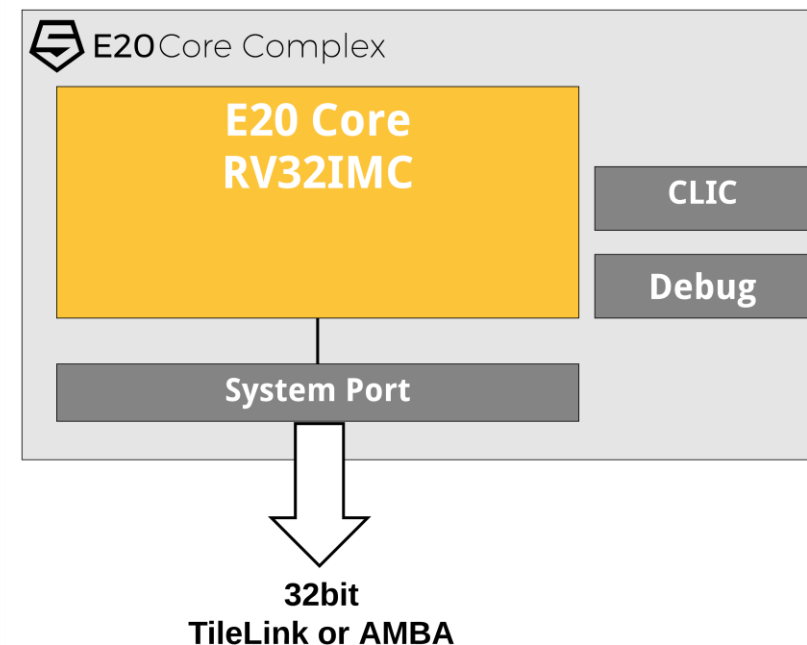 E20 Core Complex
E20 Core
RV32IMC
CLIC
Debug
System Port
32bit
TileLink or AMBA